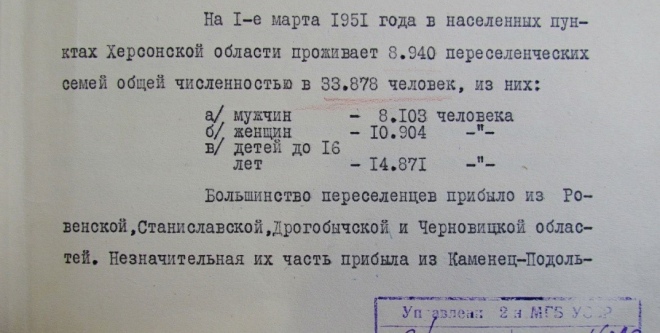 На I-е марта 1951 года в населенных пун-
ктах Херсонской области проживает 8.940 переселенческих
семей общей численностью в 33.878 человек, из них:
а/ мужчин - 8.103 человека
б/ женщин - 10.904 -"-
в/ детей до 16
лет - 14.871 -"-
Большинство переселенцев прибыло из Ро-
венской,Станиславской,Дрогобычской и Черновицкой облас-
тей. Незначительная их часть прибыла из Каменец-Подоль-
2 н МГБ